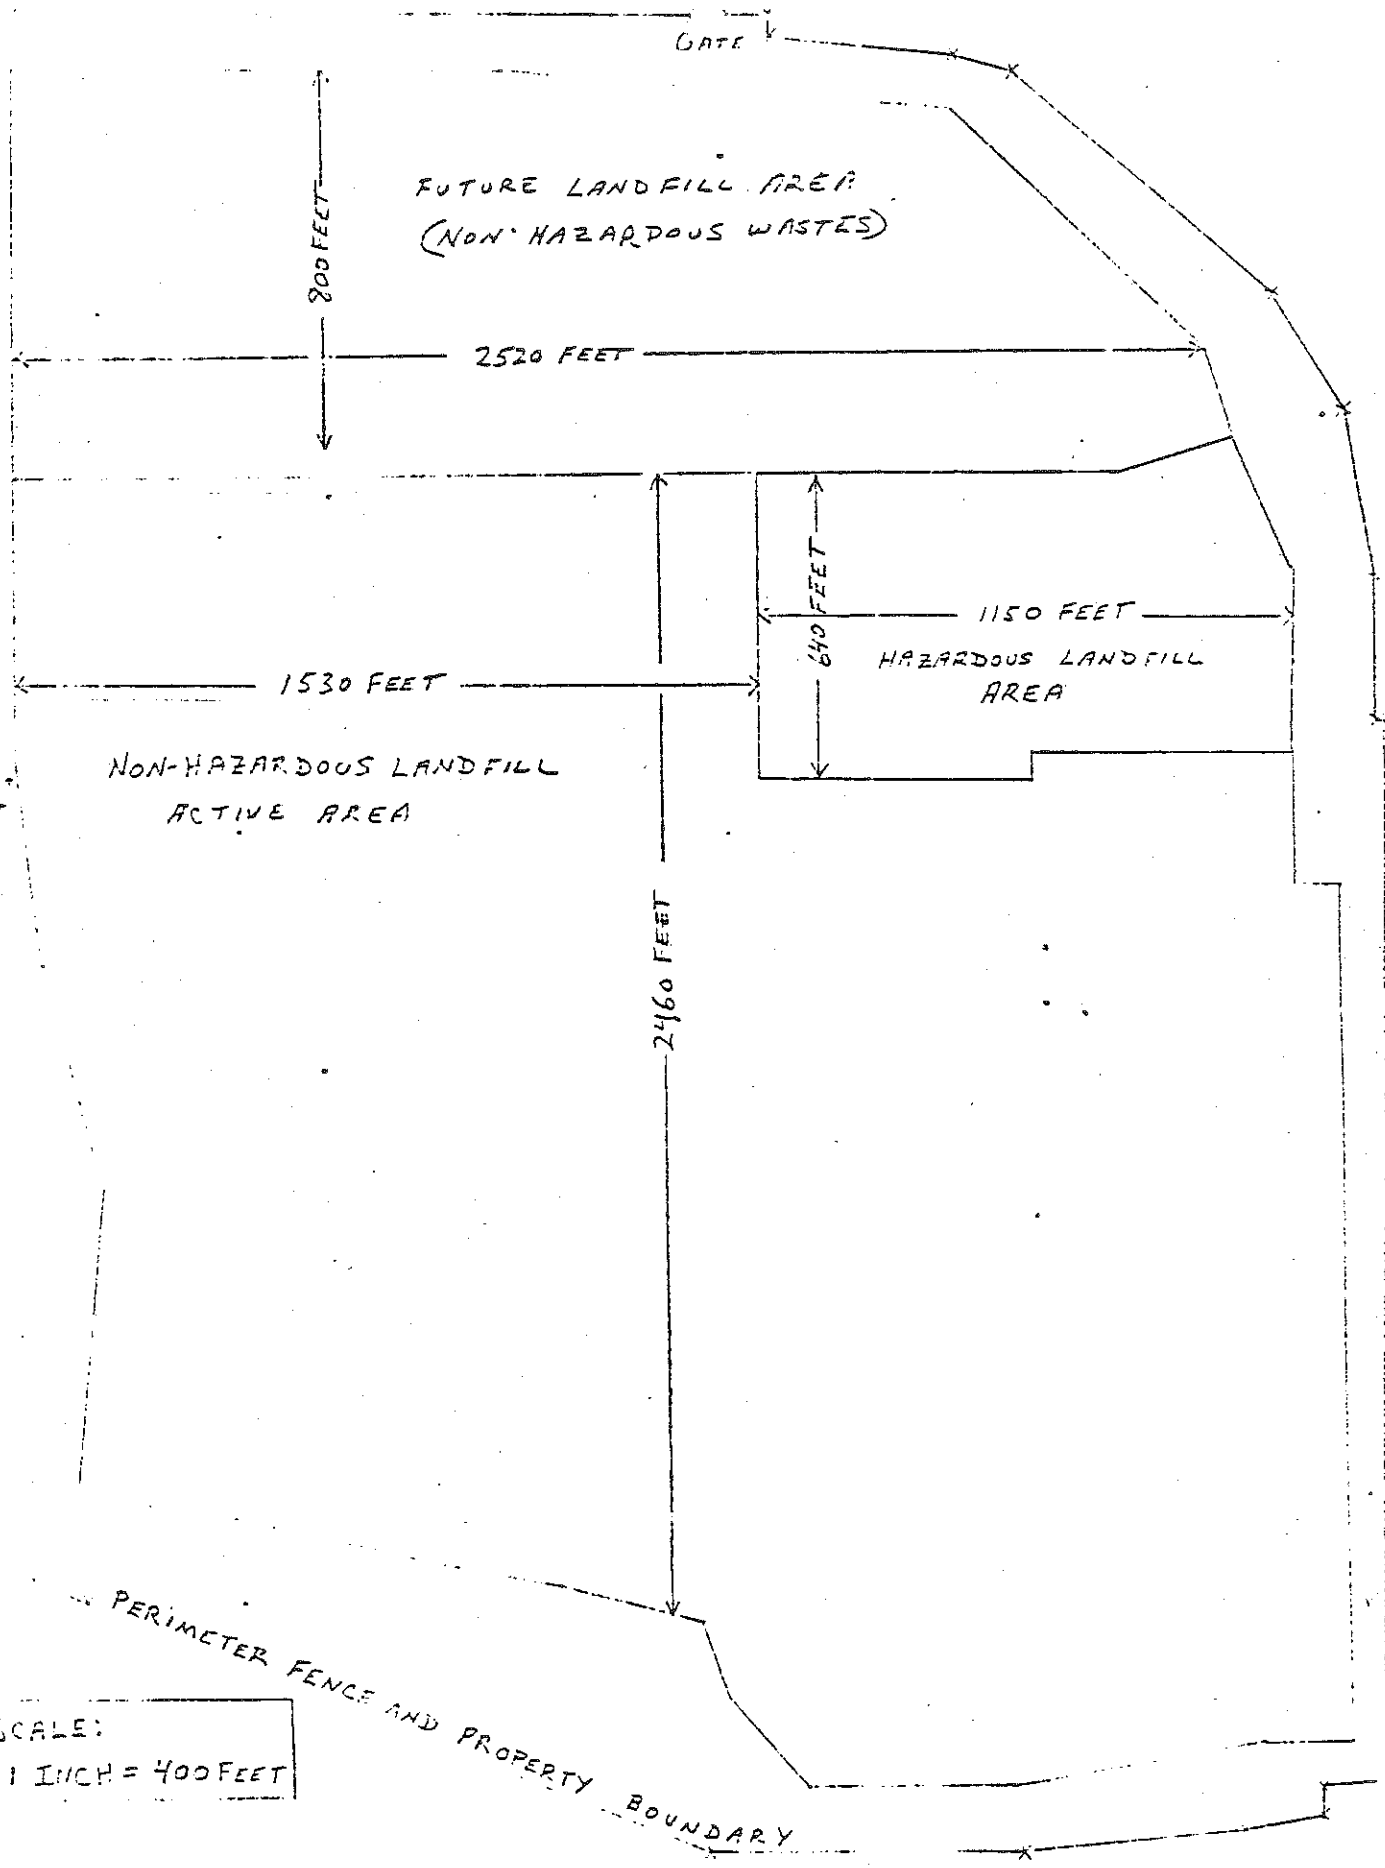 GATE
FUTURE LANDFILL AREA
(NON-HAZARDOUS WASTES)
800 FEET
2520 FEET
640 FEET
1150 FEET
HAZARDOUS LANDFILL
AREA
1530 FEET
NON-HAZARDOUS LANDFILL
ACTIVE AREA
2460 FEET
PERIMETER FENCE AND PROPERTY BOUNDARY
SCALE:
1 INCH = 400 FEET